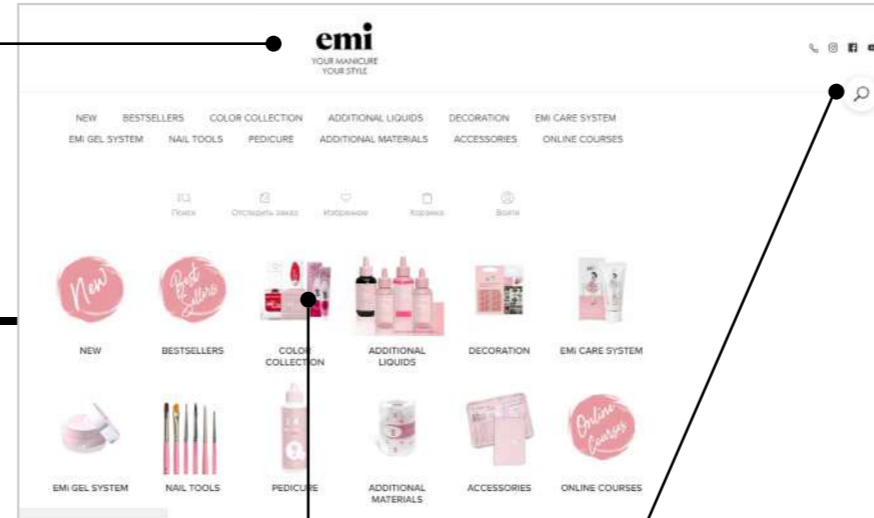 emi
YOUR MANICURE
YOUR STYLE
NEW BESTSELLERS COLOR COLLECTION ADDITIONAL LIQUIDS DECORATION EMI CARE SYSTEM
EMI GEL SYSTEM NAIL TOOLS PEDICURE ADDITIONAL MATERIALS ACCESSORIES ONLINE COURSES
Поиск Отследить заказ Избранное Корзина Войти
New
Best Sellers
Online Courses
NEW BESTSELLERS COLOR COLLECTION ADDITIONAL LIQUIDS DECORATION EMi CARE SYSTEM
EMi GEL SYSTEM NAIL TOOLS PEDICURE ADDITIONAL MATERIALS ACCESSORIES ONLINE COURSES